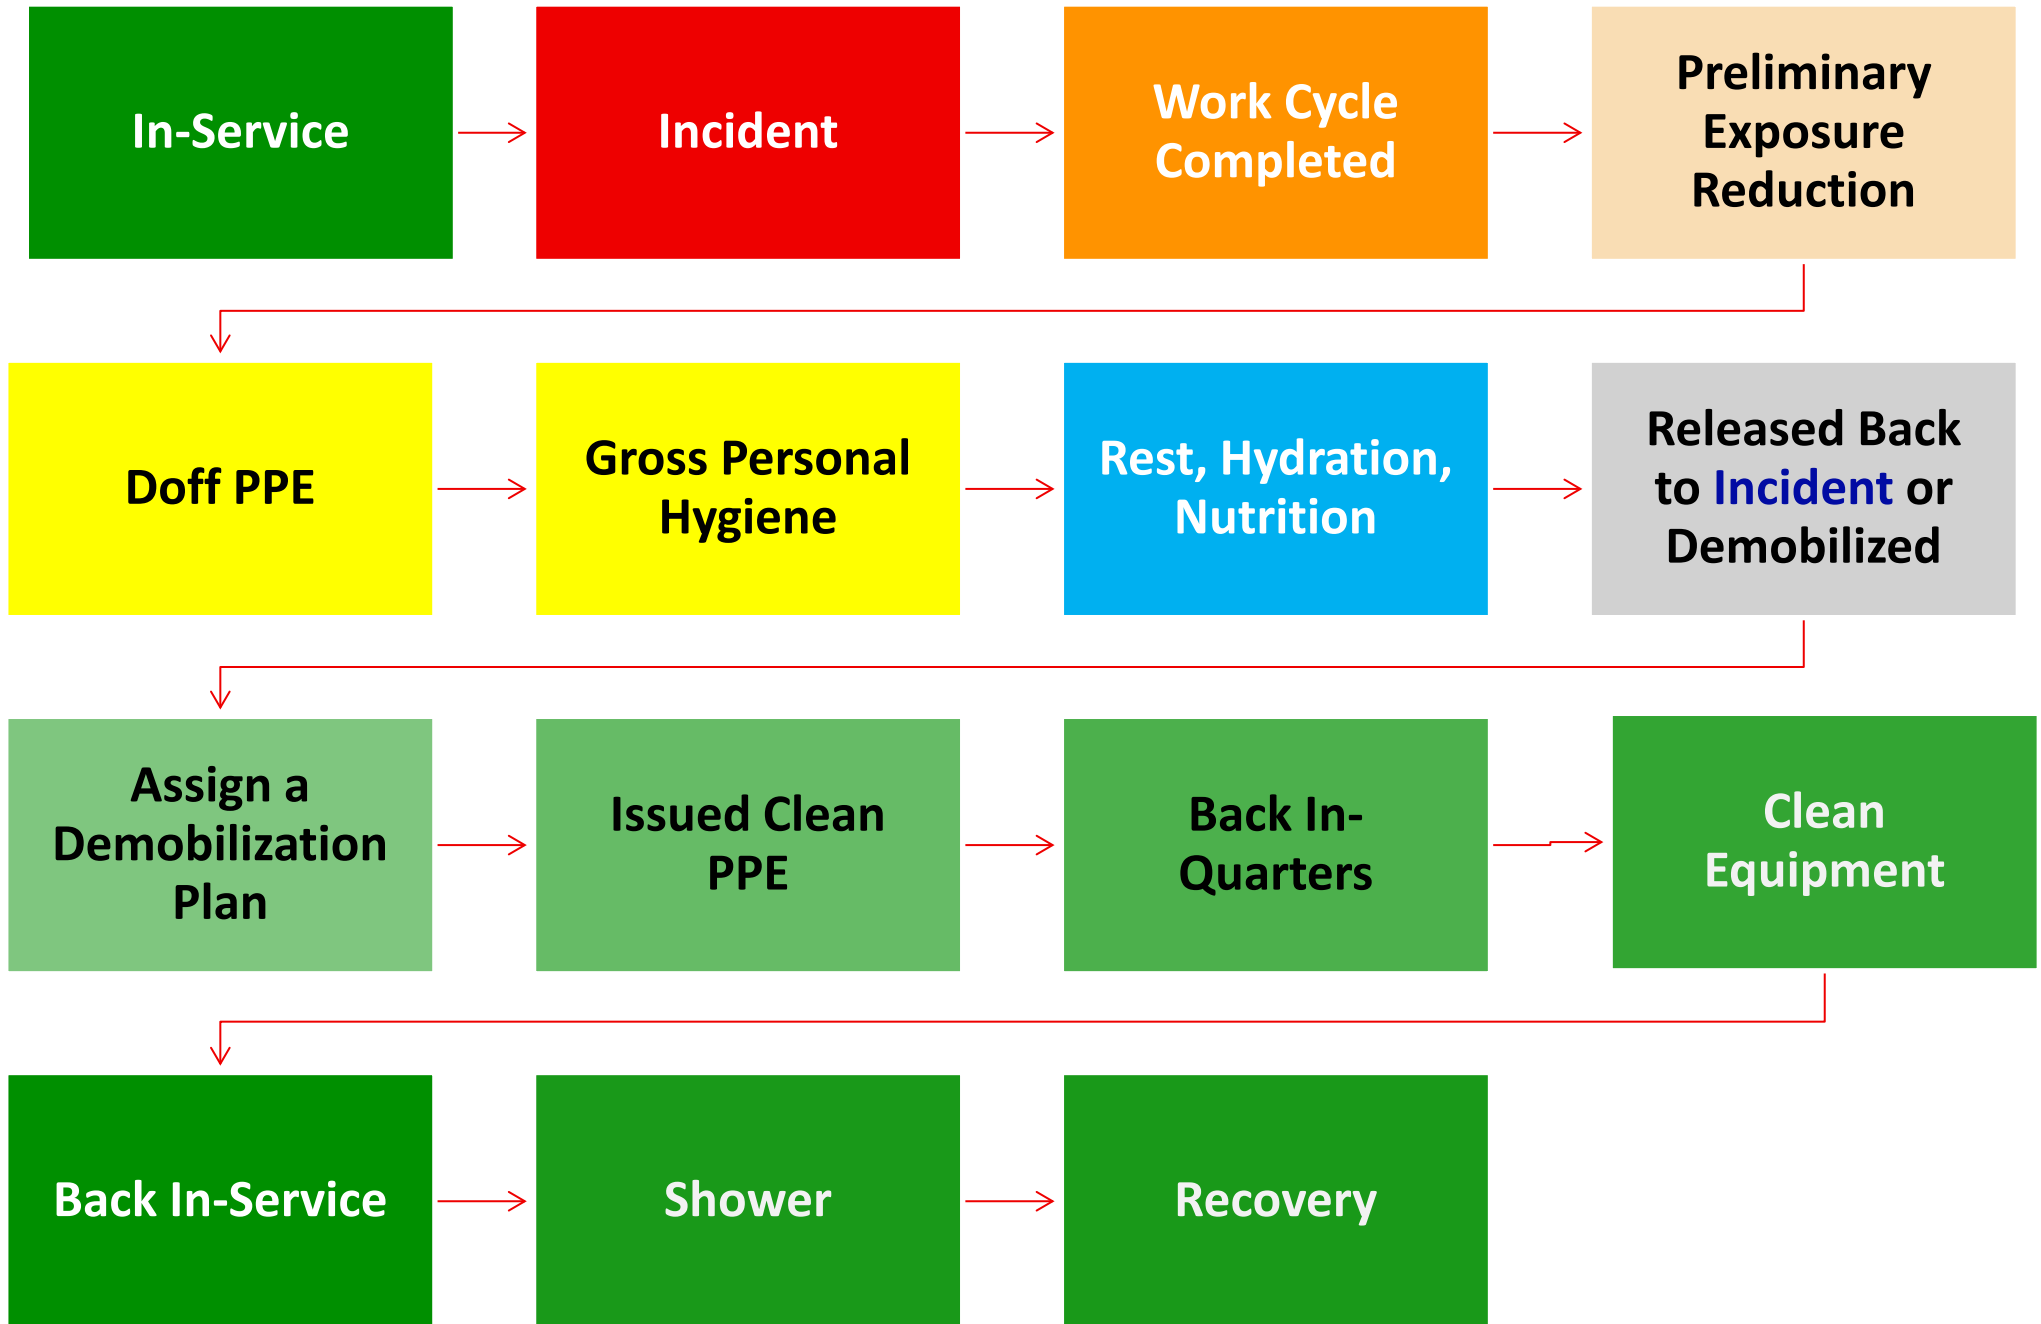 In-Service
Incident
Work Cycle
Completed
Preliminary
Exposure
Reduction
Doff PPE
Gross Personal
Hygiene
Rest, Hydration,
Nutrition
Released Back
to Incident or
Demobilized
Assign a
Demobilization
Plan
Issued Clean
PPE
Back In-
Quarters
Clean
Equipment
Back In-Service
Shower
Recovery